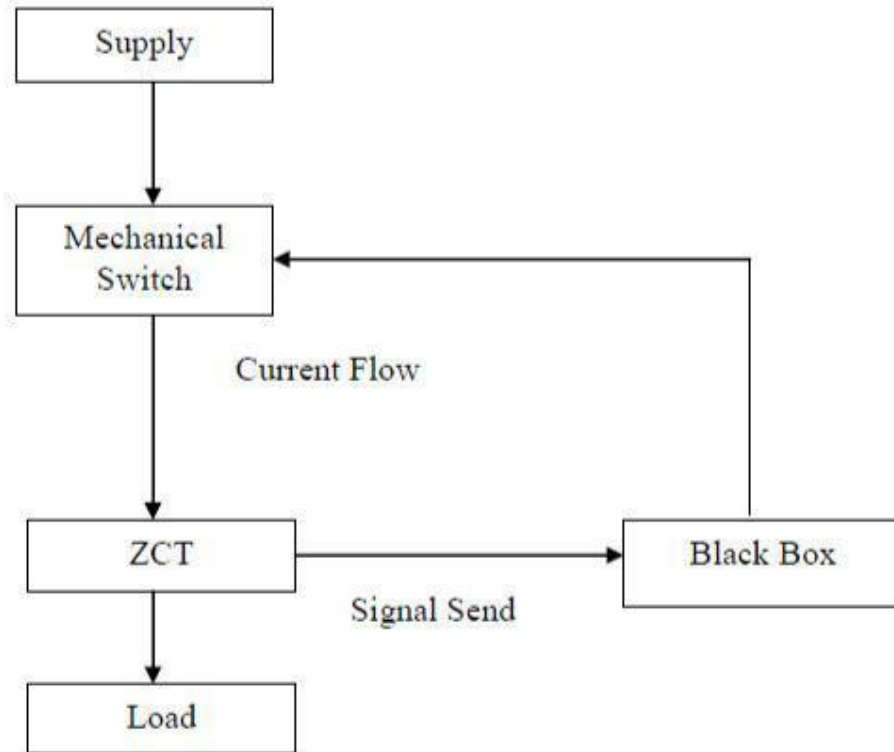 Supply
Mechanical
Switch
Current Flow
ZCT
Black Box
Signal Send
Load